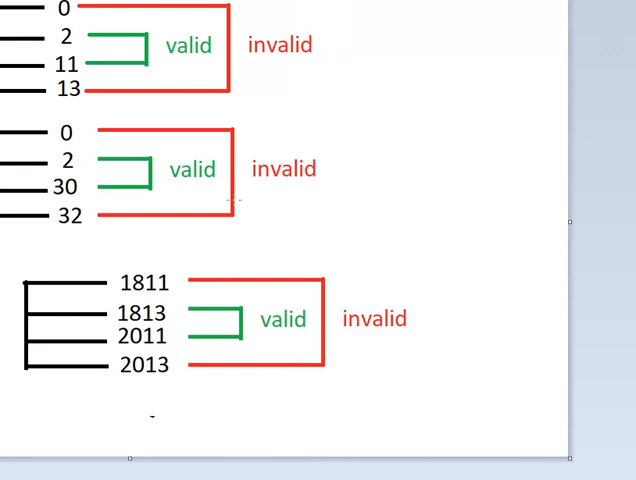 0
2
valid
invalid
11
13
0
2
valid
invalid
30
32
1811
1813
valid
invalid
2011
2013